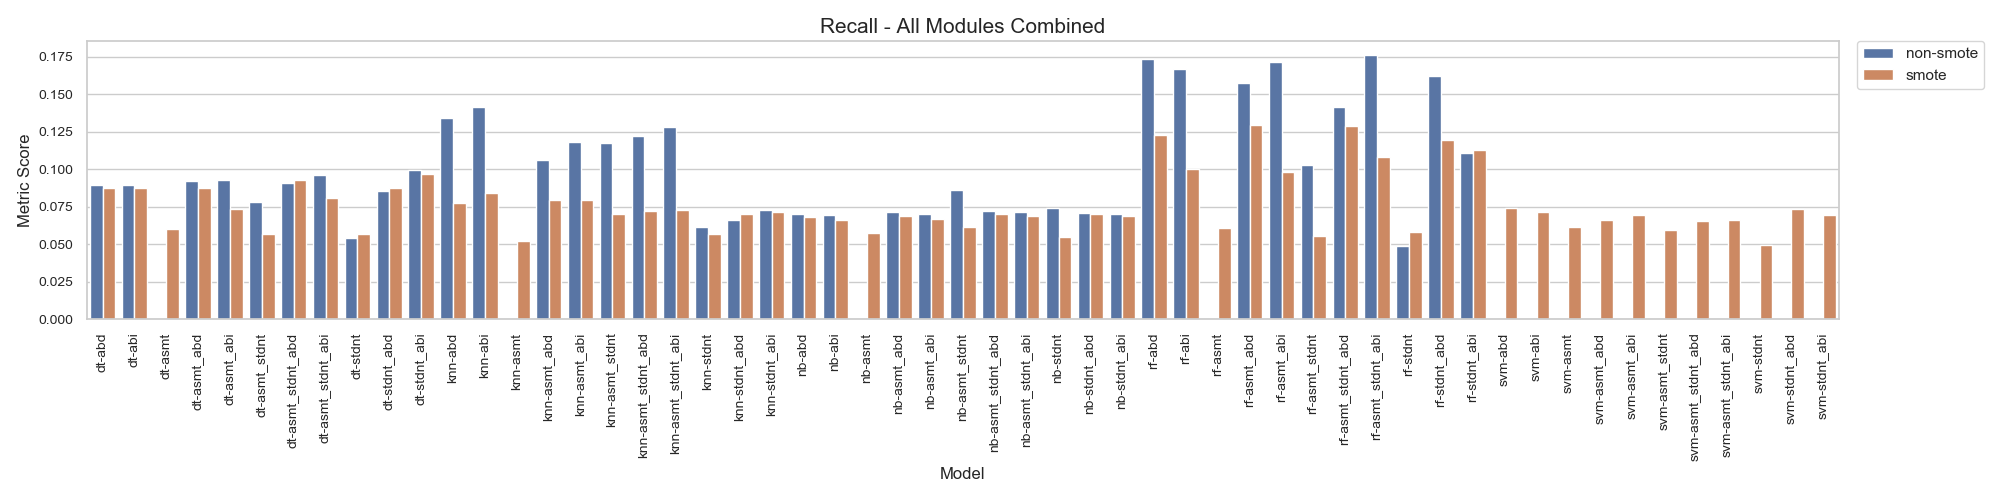 Recall - All Modules Combined
non-smote
smote
Metric Score
0.175
0.150
0.125
0.100
0.075
0.050
0.025
0.000
dt-abd
dt-abi
dt-asmt
dt-asmt_abd
dt-asmt_abi
dt-asmt_stdnt
dt-asmt_stdnt_abd
dt-asmt_stdnt_abi
dt-stdnt
dt-stdnt_abd
dt-stdnt_abi
knn-abd
knn-abi
knn-asmt
knn-asmt_abd
knn-asmt_abi
knn-asmt_stdnt
knn-asmt_stdnt_abd
knn-asmt_stdnt_abi
knn-stdnt
knn-stdnt_abd
knn-stdnt_abi
nb-abd
nb-abi
nb-asmt
nb-asmt_abd
nb-asmt_abi
nb-asmt_stdnt
nb-asmt_stdnt_abd
nb-asmt_stdnt_abi
nb-stdnt
nb-stdnt_abd
nb-stdnt_abi
rf-abd
rf-abi
rf-asmt
rf-asmt_abd
rf-asmt_abi
rf-asmt_stdnt
rf-asmt_stdnt_abd
rf-asmt_stdnt_abi
rf-stdnt
rf-stdnt_abd
rf-stdnt_abi
svm-abd
svm-abi
svm-asmt
svm-asmt_abd
svm-asmt_abi
svm-asmt_stdnt
svm-asmt_stdnt_abd
svm-asmt_stdnt_abi
svm-stdnt
svm-stdnt_abd
svm-stdnt_abi
Model